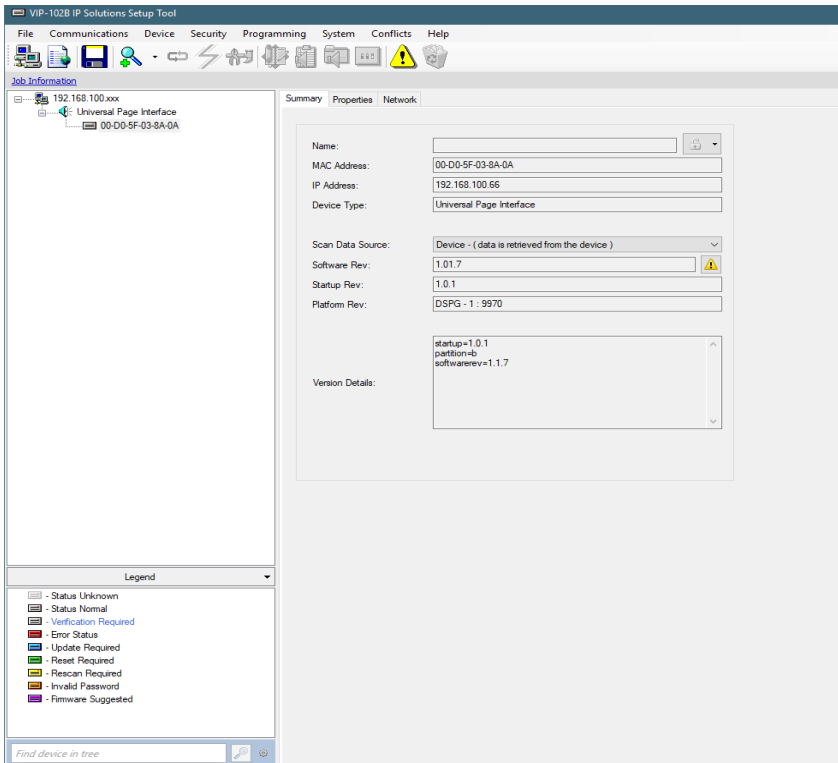 VIP-102B IP Solutions Setup Tool
File Communications Device Security Programming System Conflicts Help
Job Information
192.168.100.xxx
Universal Page Interface
00-D0-5F-03-8A-0A
Summary Properties Network
Name:
MAC Address: 00-D0-5F-03-8A-0A
IP Address: 192.168.100.66
Device Type: Universal Page Interface
Scan Data Source: Device - ( data is retrieved from the device )
Software Rev: 1.01.7
Startup Rev: 1.0.1
Platform Rev: DSPG - 1 : 9970
Version Details:
startup=1.0.1
partition=b
softwarerev=1.1.7
Legend
- Status Unknown
- Status Normal
- Verification Required
- Error Status
- Update Required
- Reset Required
- Rescan Required
- Invalid Password
- Firmware Suggested
Find device in tree